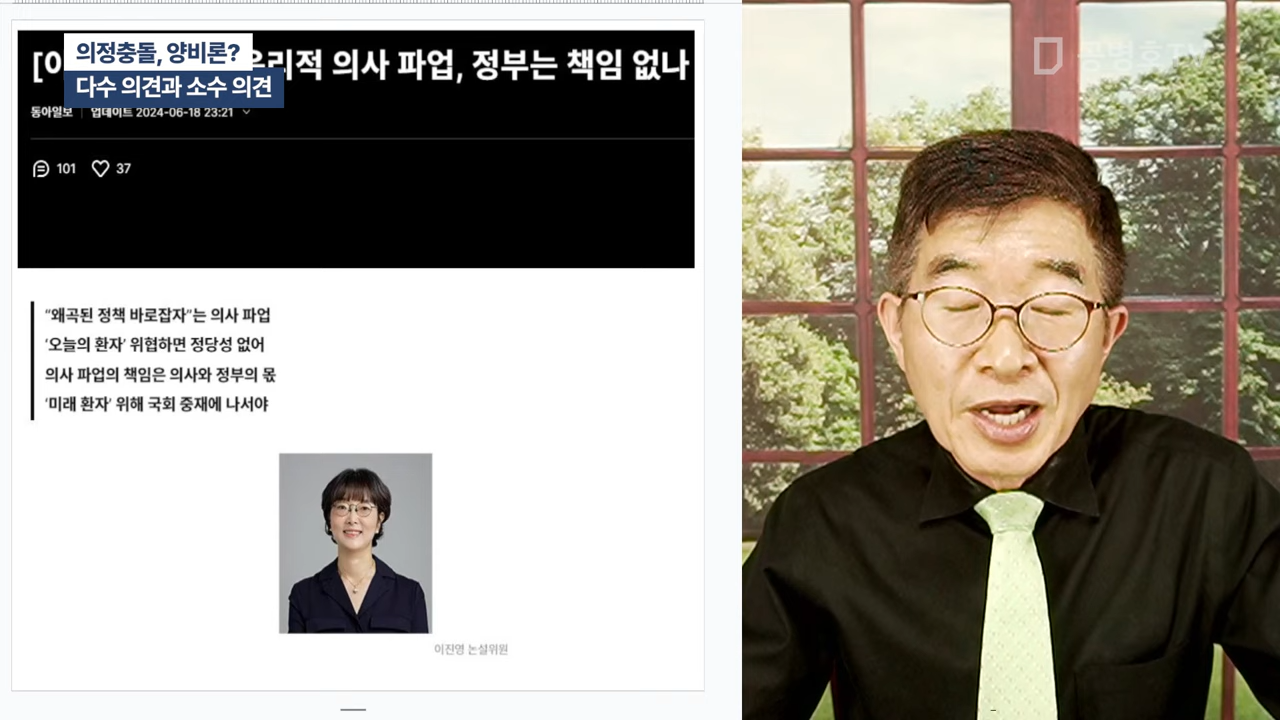 의정충돌, 양비론?
다수 의견과 소수 의견
리적 의사 파업, 정부는 책임 없나
동아일보 업데이트 2024-06-18 23:21
101 37
“왜곡된 정책 바로잡자”는 의사 파업
‘오늘의 환자’ 위협하면 정당성 없어
의사 파업의 책임은 의사와 정부의 몫
‘미래 환자’ 위해 국회 중재에 나서야
이진영 논설위원
공병호TV